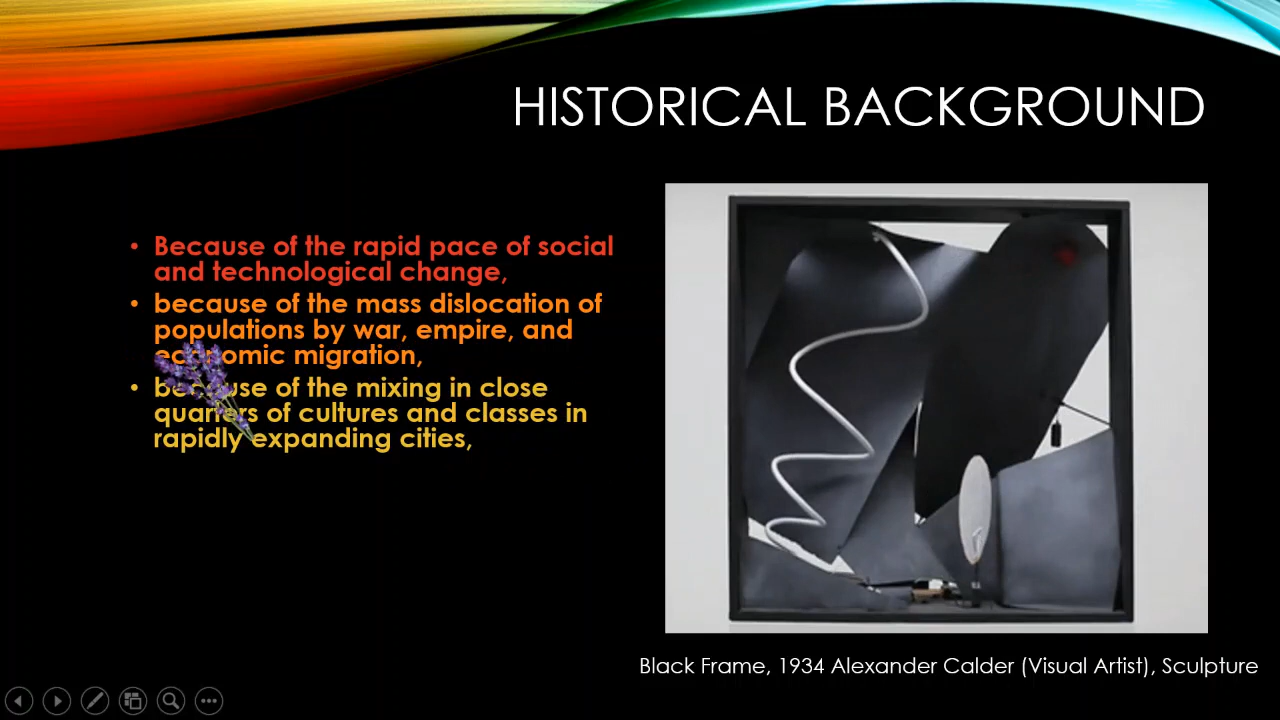 HISTORICAL BACKGROUND
• Because of the rapid pace of social
and technological change,
• because of the mass dislocation of
populations by war, empire, and
economic migration,
• because of the mixing in close
quarters of cultures and classes in
rapidly expanding cities,
Black Frame, 1934 Alexander Calder (Visual Artist), Sculpture